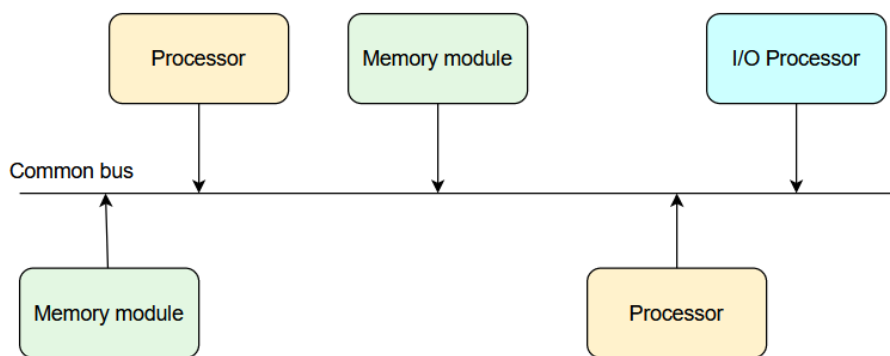 Processor
Memory module
I/O Processor
Common bus
Memory module
Processor